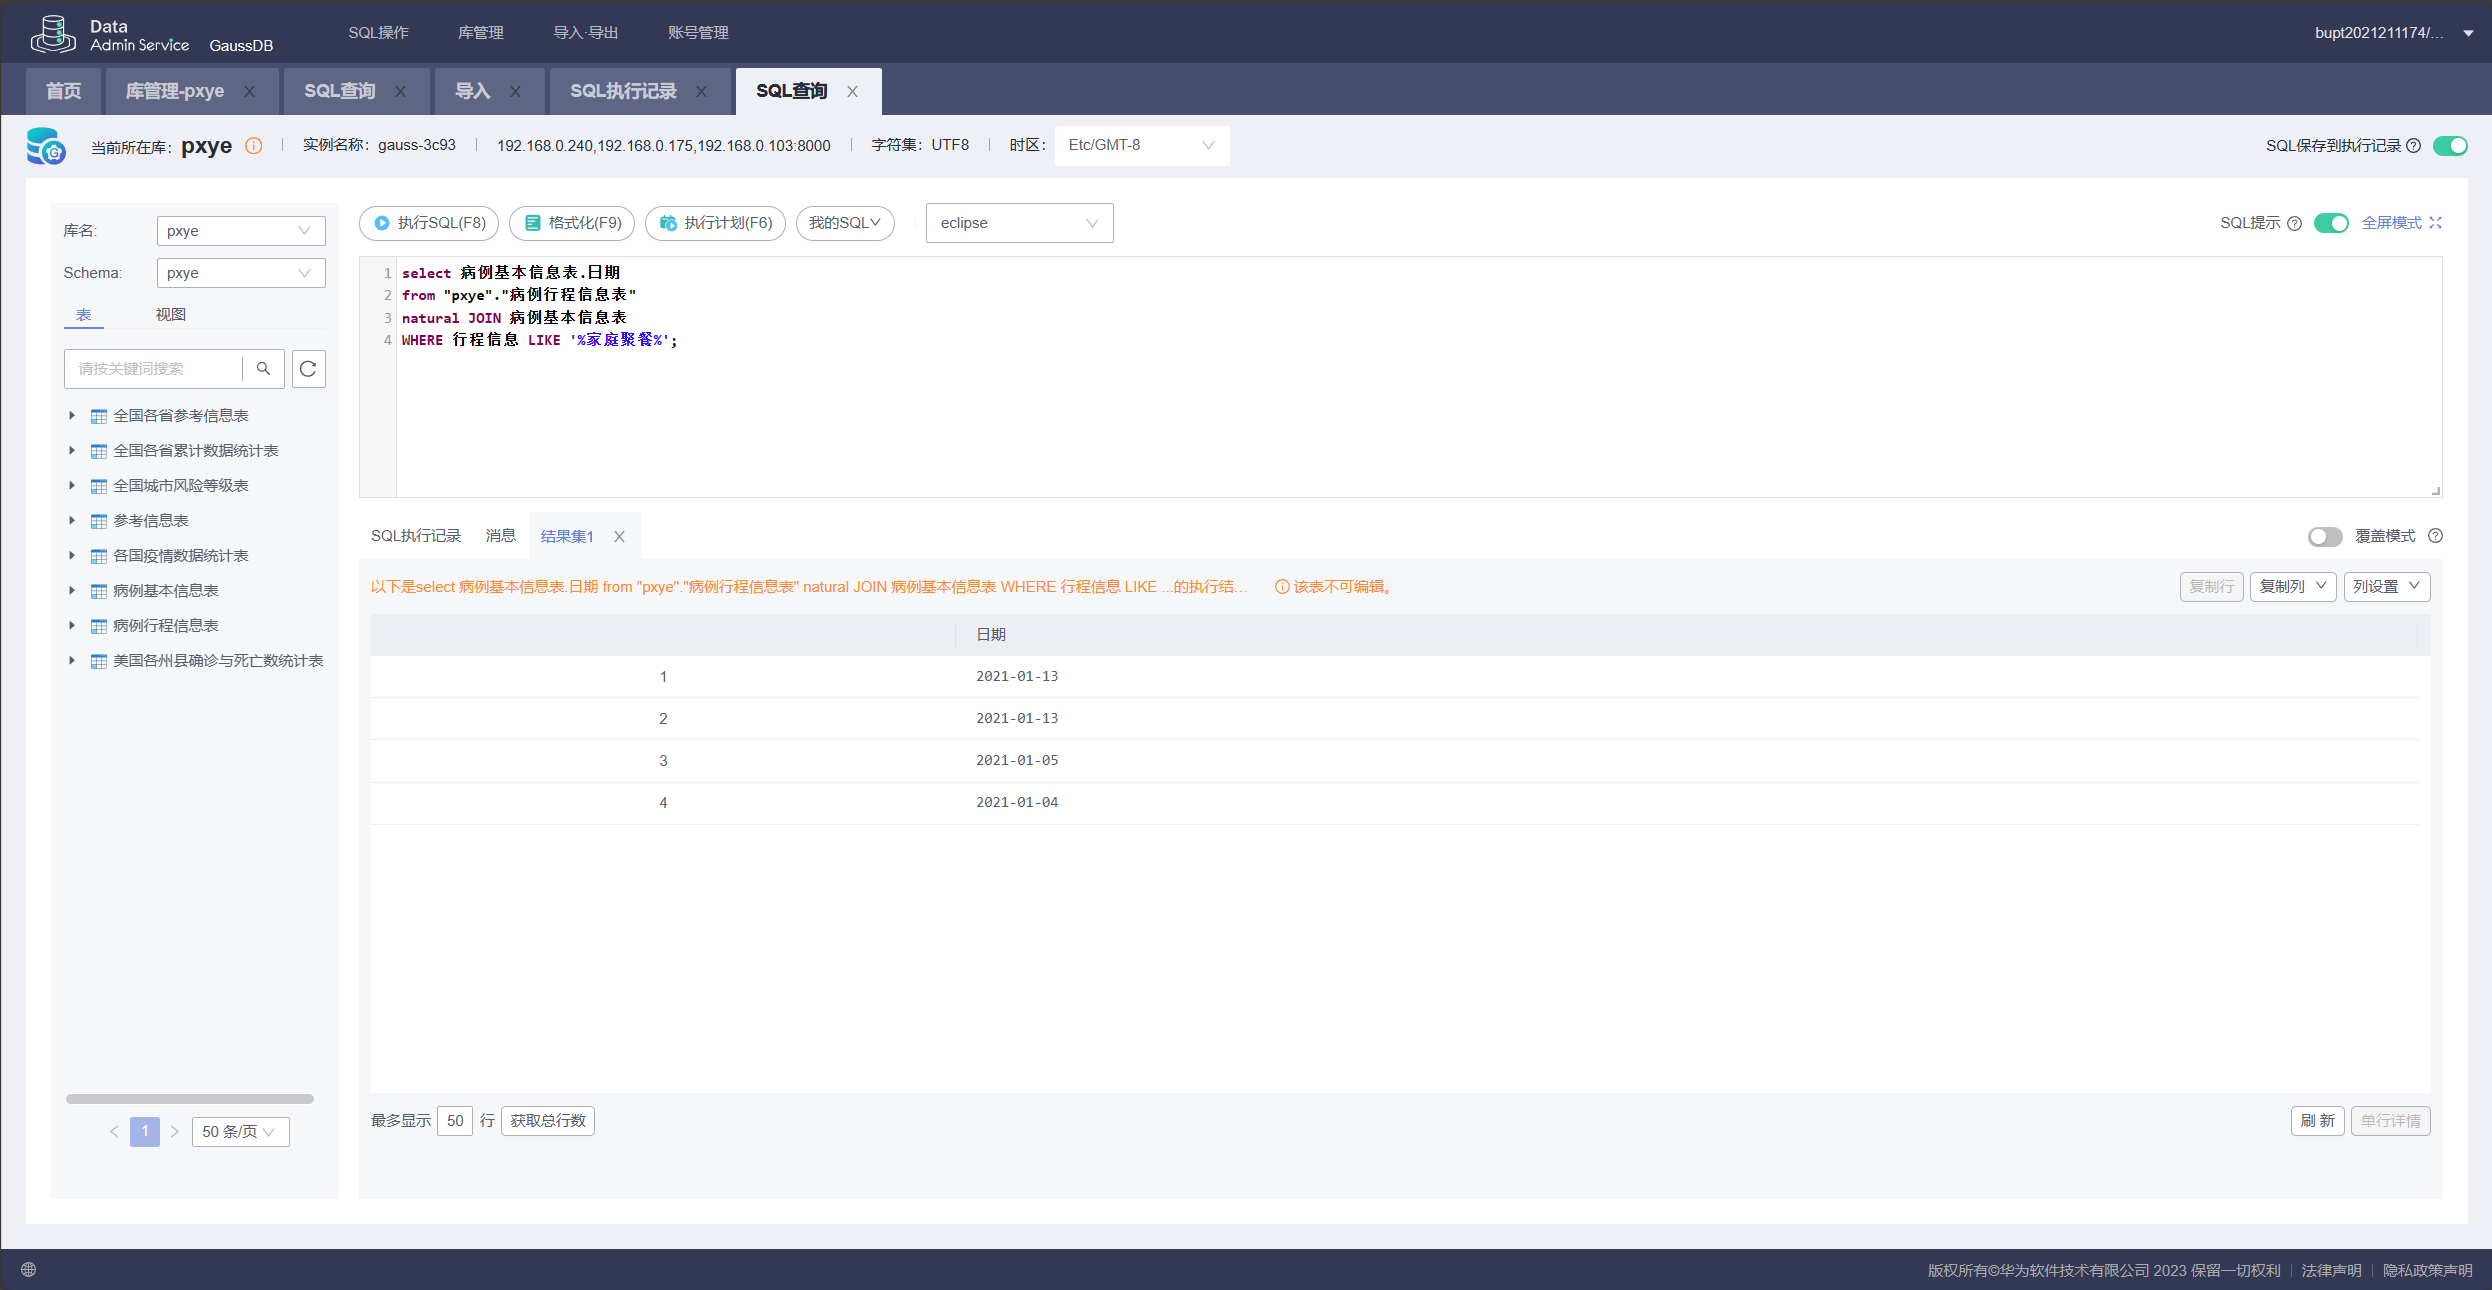 Data
Admin Service GaussDB SQL操作 库管理 导入·导出 账号管理 bupt2021211174/...
首页 库管理-pxye SQL查询 导入 SQL执行记录 SQL查询
当前所在库: pxye 实例名称: gauss-3c93 192.168.0.240,192.168.0.175,192.168.0.103:8000 字符集: UTF8 时区: Etc/GMT-8 SQL保存到执行记录
库名: pxye
Schema: pxye
表 视图
请按关键词搜索
全国各省参考信息表
全国各省累计数据统计表
全国城市风险等级表
参考信息表
各国疫情数据统计表
病例基本信息表
病例行程信息表
美国各州县确诊与死亡数统计表
1
50 条/页
执行SQL(F8) 格式化(F9) 执行计划(F6) 我的SQL eclipse SQL提示 全屏模式
1 select 病例基本信息表.日期
2 from "pxye"."病例行程信息表"
3 natural JOIN 病例基本信息表
4 WHERE 行程信息 LIKE '%家庭聚餐%';
SQL执行记录 消息 结果集1 覆盖模式
以下是select 病例基本信息表.日期 from "pxye"."病例行程信息表" natural JOIN 病例基本信息表 WHERE 行程信息 LIKE ...的执行结... 该表不可编辑。 复制行 复制列 列设置
日期
1 2021-01-13
2 2021-01-13
3 2021-01-05
4 2021-01-04
最多显示 50 行 获取总行数 刷新 单行详情
版权所有©华为软件技术有限公司 2023 保留一切权利 | 法律声明 | 隐私政策声明